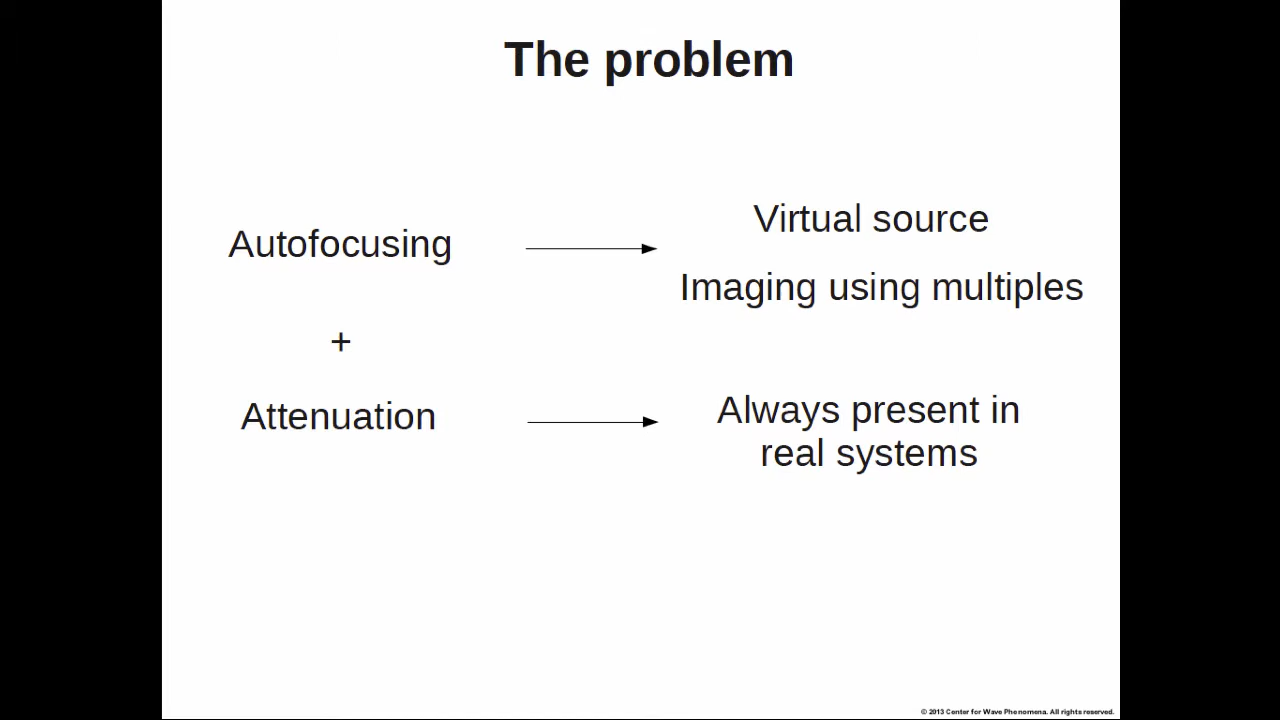 The problem
Autofocusing
Virtual source
Imaging using multiples
+
Attenuation
Always present in
real systems
© 2013 Center for Wave Phenomena. All rights reserved.